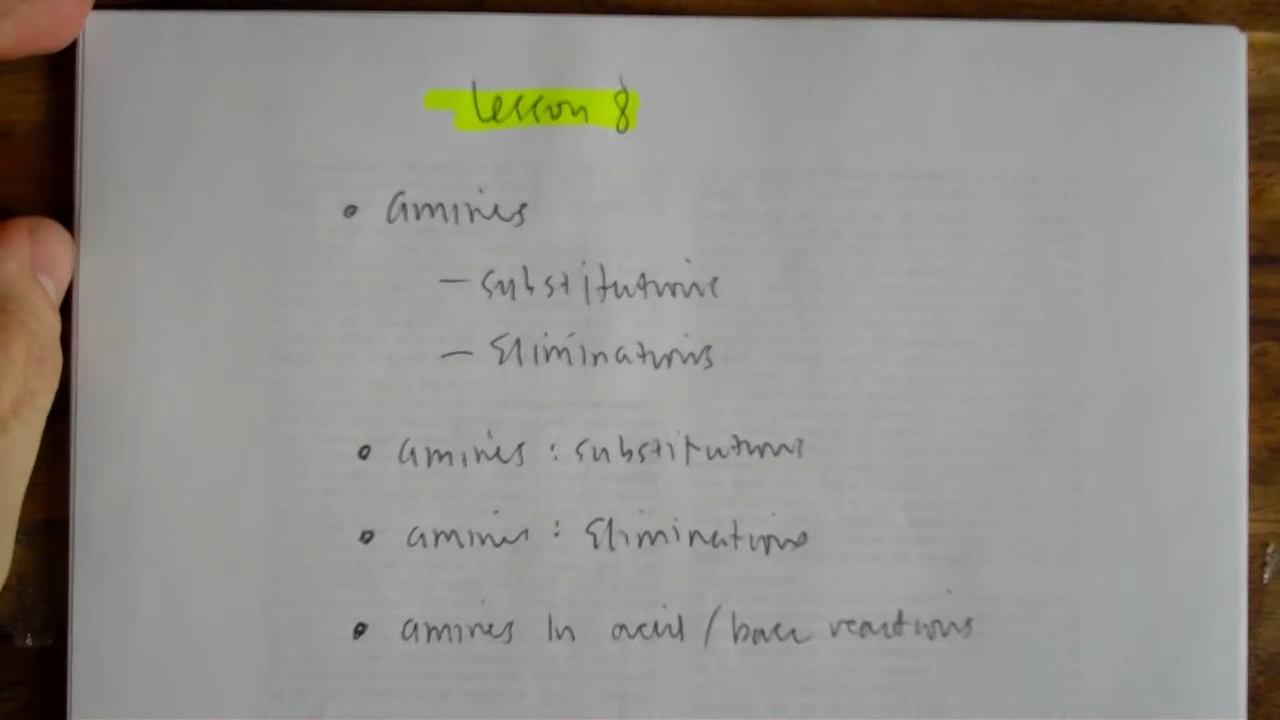 Lesson 8
• amines
– substitutions
– Eliminations
• amines : substitutions
• amines : Eliminations
• amines in acid / base reactions